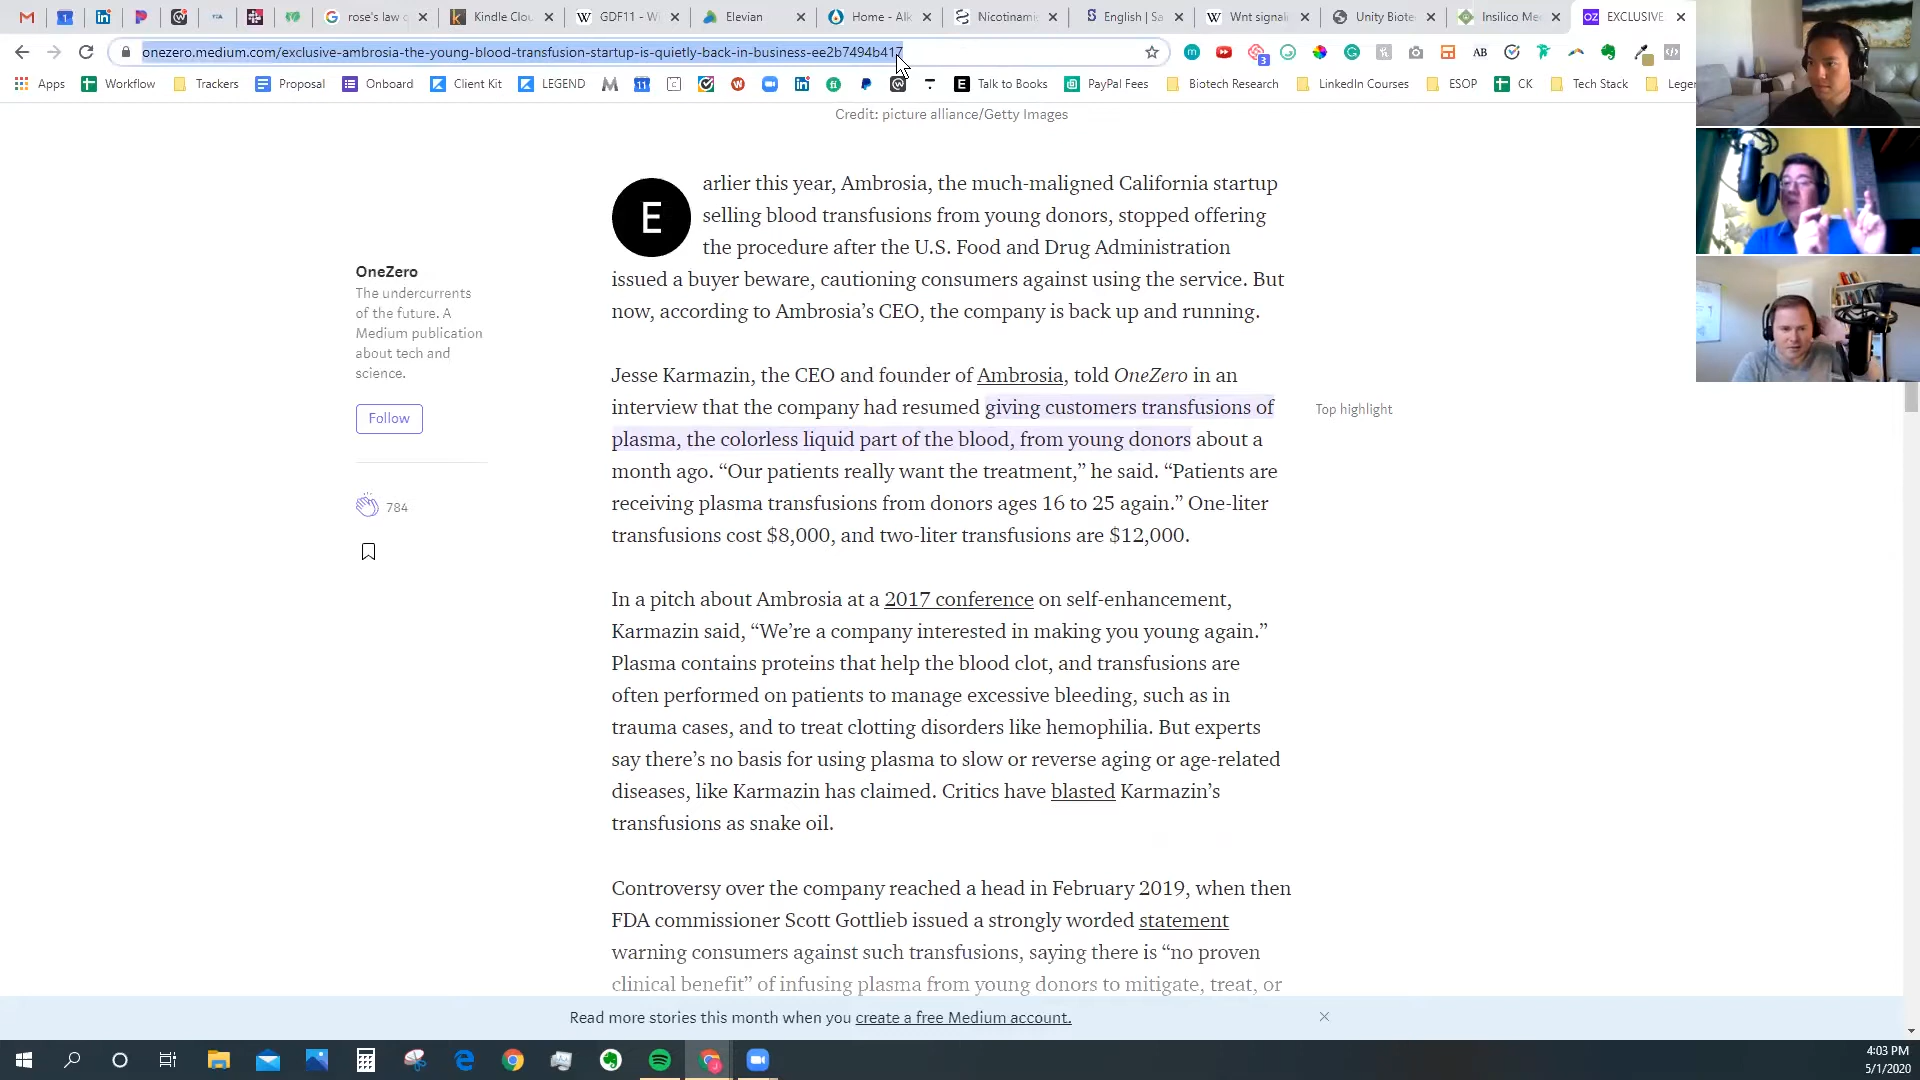 rose's law q
Kindle Clou
GDF11 - Wi
Elevian
Home - Alk
Nicotinami
English | Sa
Wnt signali
Unity Biote
Insilico Me
EXCLUSIVE
onezero.medium.com/exclusive-ambrosia-the-young-blood-transfusion-startup-is-quietly-back-in-business-ee2b7494b417
Apps
Workflow
Trackers
Proposal
Onboard
Client Kit
LEGEND
Talk to Books
PayPal Fees
Biotech Research
LinkedIn Courses
ESOP
CK
Tech Stack
Leger
Credit: picture alliance/Getty Images
OneZero
The undercurrents
of the future. A
Medium publication
about tech and
science.
Follow
784
E
arlier this year, Ambrosia, the much-maligned California startup
selling blood transfusions from young donors, stopped offering
the procedure after the U.S. Food and Drug Administration
issued a buyer beware, cautioning consumers against using the service. But
now, according to Ambrosia’s CEO, the company is back up and running.
Jesse Karmazin, the CEO and founder of Ambrosia, told OneZero in an
interview that the company had resumed giving customers transfusions of
plasma, the colorless liquid part of the blood, from young donors about a
month ago. “Our patients really want the treatment,” he said. “Patients are
receiving plasma transfusions from donors ages 16 to 25 again.” One-liter
transfusions cost $8,000, and two-liter transfusions are $12,000.
Top highlight
In a pitch about Ambrosia at a 2017 conference on self-enhancement,
Karmazin said, “We’re a company interested in making you young again.”
Plasma contains proteins that help the blood clot, and transfusions are
often performed on patients to manage excessive bleeding, such as in
trauma cases, and to treat clotting disorders like hemophilia. But experts
say there’s no basis for using plasma to slow or reverse aging or age-related
diseases, like Karmazin has claimed. Critics have blasted Karmazin’s
transfusions as snake oil.
Controversy over the company reached a head in February 2019, when then
FDA commissioner Scott Gottlieb issued a strongly worded statement
warning consumers against such transfusions, saying there is “no proven
clinical benefit” of infusing plasma from young donors to mitigate, treat, or
Read more stories this month when you create a free Medium account.
4:03 PM
5/1/2020